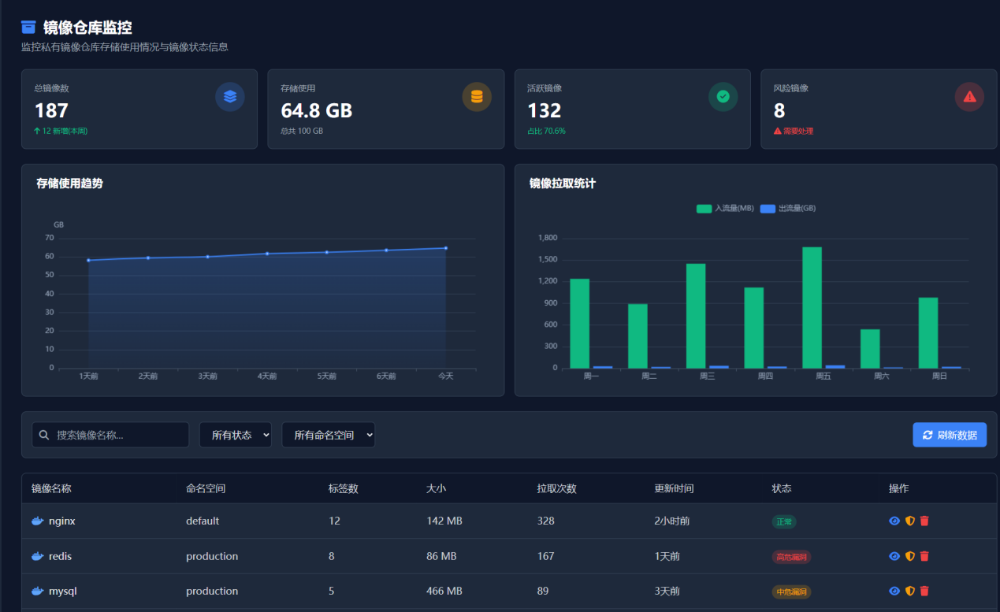 镜像仓库监控
监控私有镜像仓库存储使用情况与镜像状态信息
总镜像数
187
12 新增(本周)
存储使用
64.8 GB
总共 100 GB
活跃镜像
132
占比 70.6%
风险镜像
8
需要处理
存储使用趋势
GB
70
60
50
40
30
20
10
0
1天前 2天前 3天前 4天前 5天前 6天前 今天
镜像拉取统计
入流量(MB) 出流量(GB)
1,800
1,500
1,200
900
600
300
0
周一 周二 周三 周四 周五 周六 周日
搜索镜像名称... 所有状态 所有命名空间 刷新数据
镜像名称 命名空间 标签数 大小 拉取次数 更新时间 状态 操作
nginx default 12 142 MB 328 2小时前 正常
redis production 8 86 MB 167 1天前 高危漏洞
mysql production 5 466 MB 89 3天前 中危漏洞